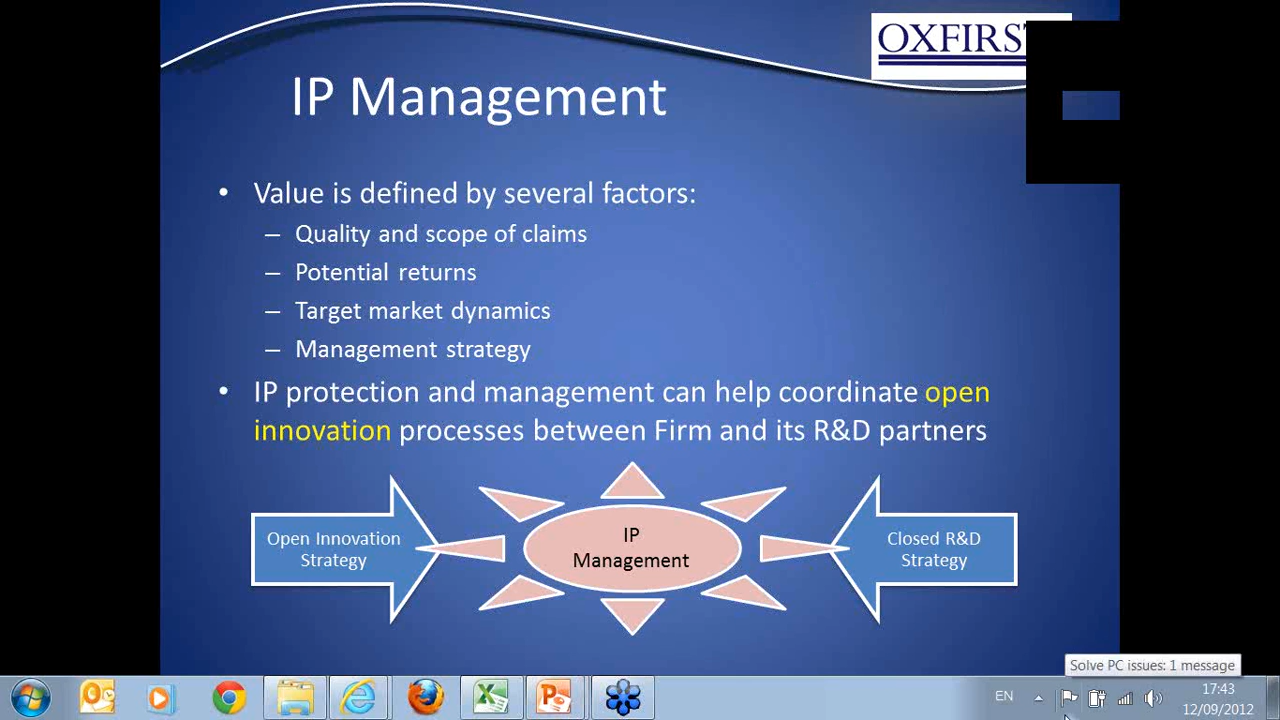 OXFIRS
IP Management
• Value is defined by several factors:
– Quality and scope of claims
– Potential returns
– Target market dynamics
– Management strategy
• IP protection and management can help coordinate open
innovation processes between Firm and its R&D partners
Open Innovation
Strategy
IP
Management
Closed R&D
Strategy
Solve PC issues: 1 message
EN
17:43
12/09/2012